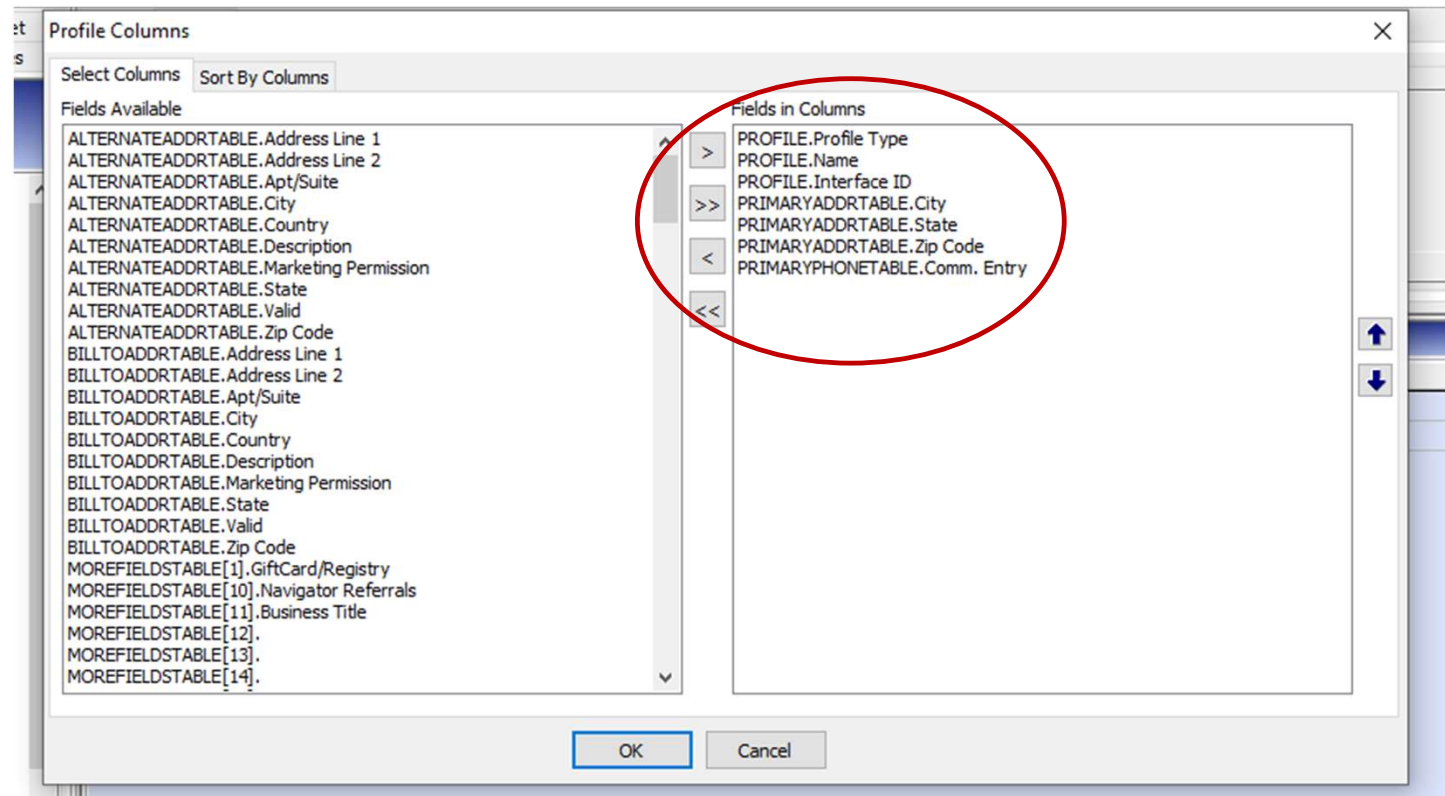 et
Profile Columns
s
Select Columns
Sort By Columns
Fields Available
Fields in Columns
ALTERNATEADDRTABLE.Address Line 1
ALTERNATEADDRTABLE.Address Line 2
ALTERNATEADDRTABLE.Apt/Suite
ALTERNATEADDRTABLE.City
ALTERNATEADDRTABLE.Country
ALTERNATEADDRTABLE.Description
ALTERNATEADDRTABLE.Marketing Permission
ALTERNATEADDRTABLE.State
ALTERNATEADDRTABLE.Valid
ALTERNATEADDRTABLE.Zip Code
BILLTOADDRTABLE.Address Line 1
BILLTOADDRTABLE.Address Line 2
BILLTOADDRTABLE.Apt/Suite
BILLTOADDRTABLE.City
BILLTOADDRTABLE.Country
BILLTOADDRTABLE.Description
BILLTOADDRTABLE.Marketing Permission
BILLTOADDRTABLE.State
BILLTOADDRTABLE.Valid
BILLTOADDRTABLE.Zip Code
MOREFIELDSTABLE[1].GiftCard/Registry
MOREFIELDSTABLE[10].Navigator Referrals
MOREFIELDSTABLE[11].Business Title
MOREFIELDSTABLE[12].
MOREFIELDSTABLE[13].
MOREFIELDSTABLE[14].
>
>>
<
<<
PROFILE.Profile Type
PROFILE.Name
PROFILE.Interface ID
PRIMARYADDRTABLE.City
PRIMARYADDRTABLE.State
PRIMARYADDRTABLE.Zip Code
PRIMARYPHONETABLE.Comm. Entry
OK
Cancel